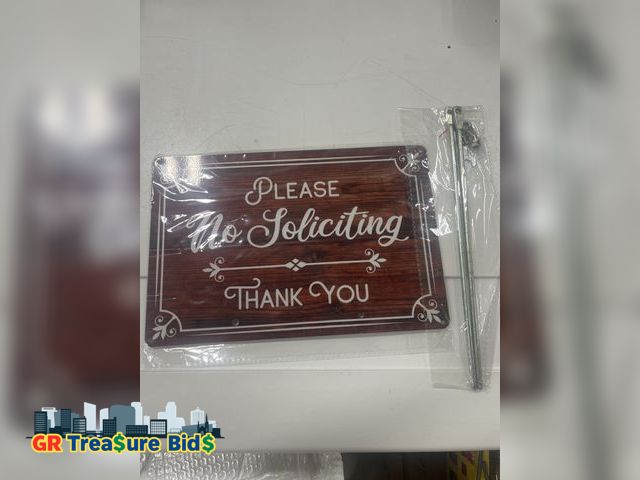 Please
No Soliciting
Thank You
GR Trea$ure Bid$